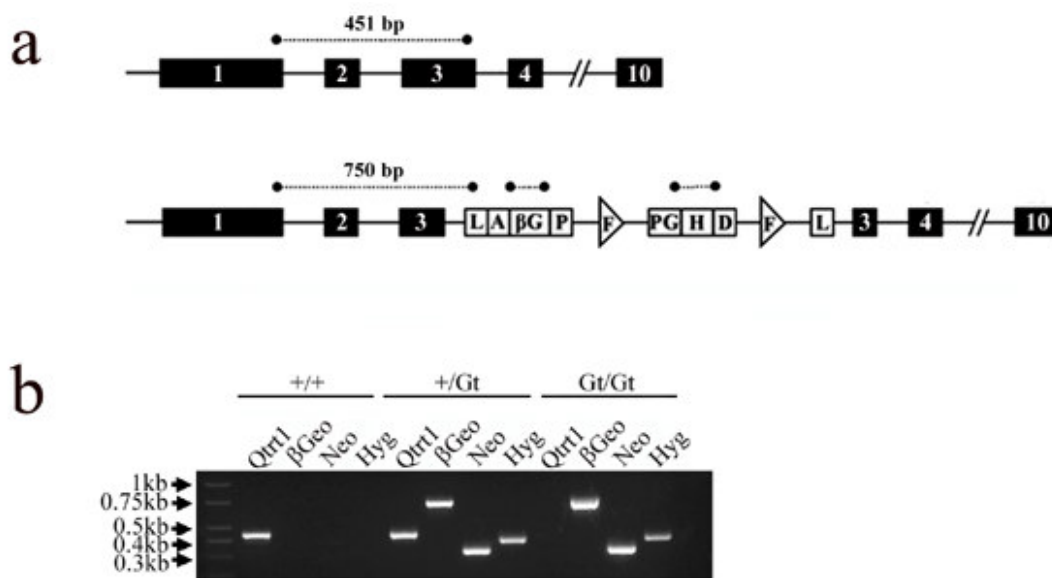 a
451 bp
1 2 3 4 // 10
750 bp
1 2 3 L A βG P F PG H D F L 3 4 // 10
b
+/+ +/Gt Gt/Gt
Qtrt1 βGeo Neo Hyg Qtrt1 βGeo Neo Hyg Qtrt1 βGeo Neo Hyg
1kb
0.75kb
0.5kb
0.4kb
0.3kb